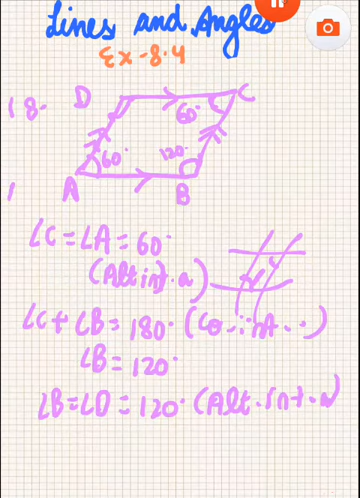 Lines and Angles
Ex-8.4
18.
D C
60°
60° 120°
A B
∠C = ∠A = 60°
(Alt int. a)
∠C + ∠B = 180° (Co-int. .)
∠B = 120°
∠B = ∠D = 120° (Alt. Int. a)